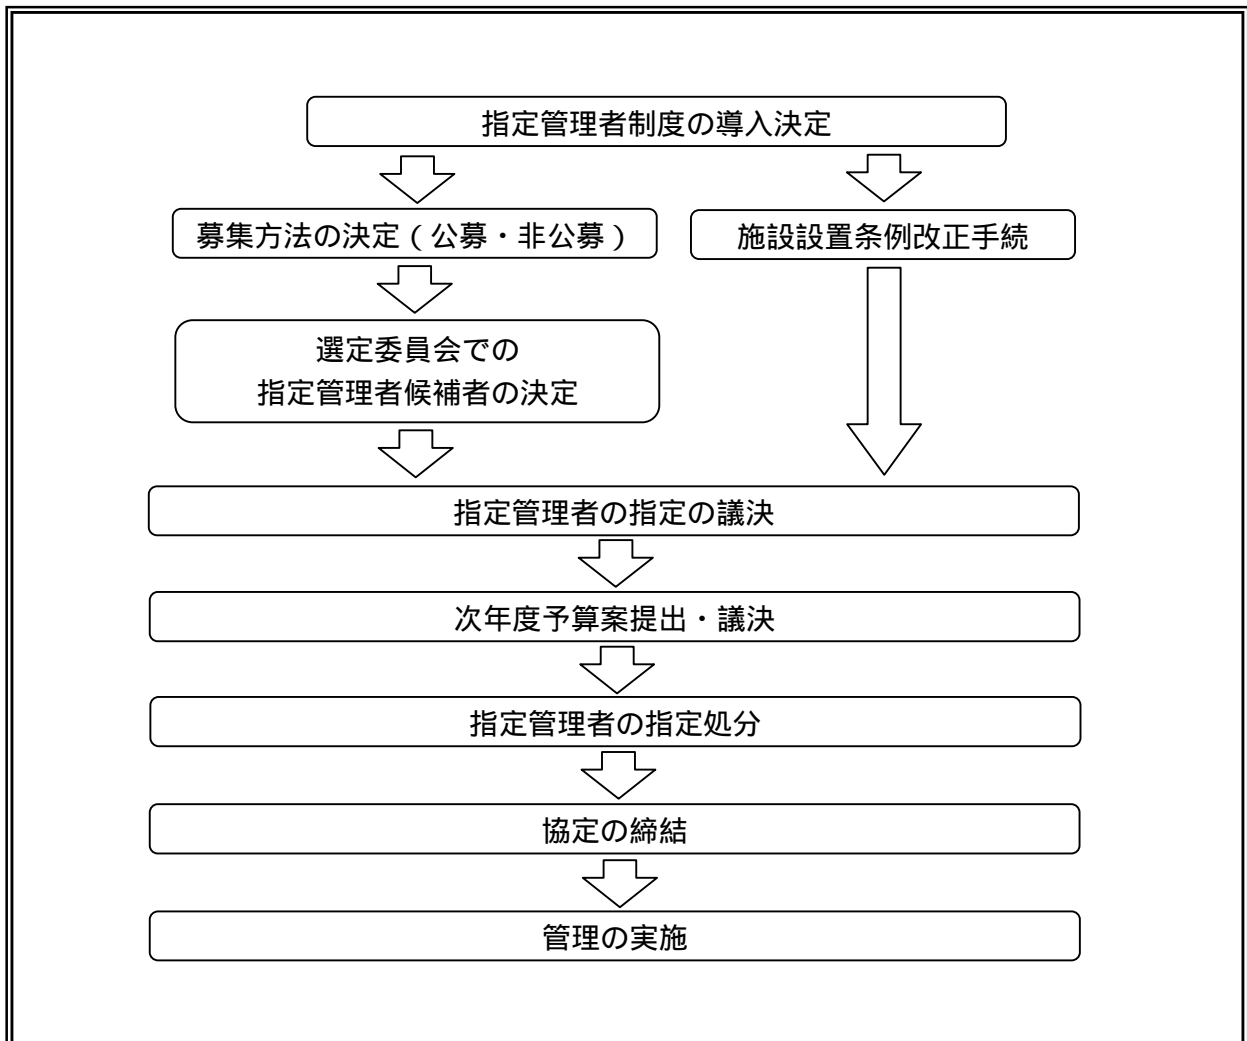 指定管理者制度の導入決定
募集方法の決定（公募・非公募）
施設設置条例改正手続
選定委員会での
指定管理者候補者の決定
指定管理者の指定の議決
次年度予算案提出・議決
指定管理者の指定処分
協定の締結
管理の実施